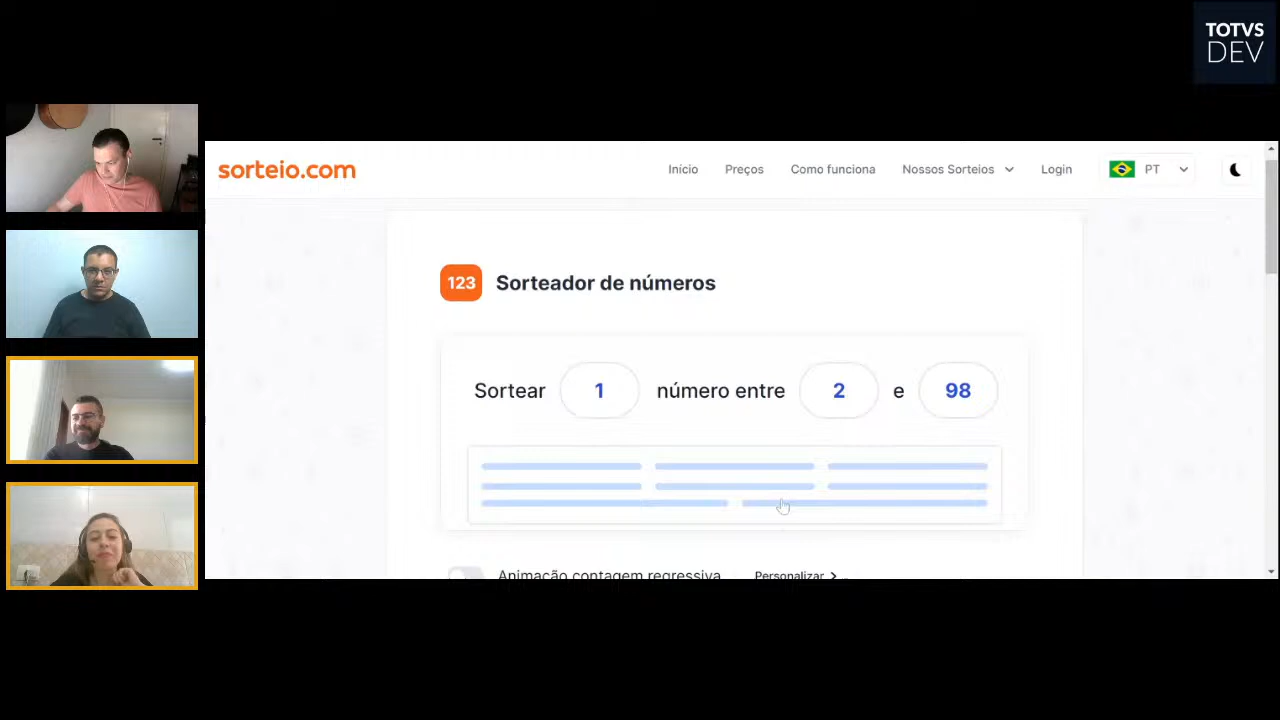 TOTVS
DEV
sorteio.com
Início
Preços
Como funciona
Nossos Sorteios
Login
PT
123
Sorteador de números
Sortear 1 número entre 2 e 98
Animação contagem regressiva
Personalizar